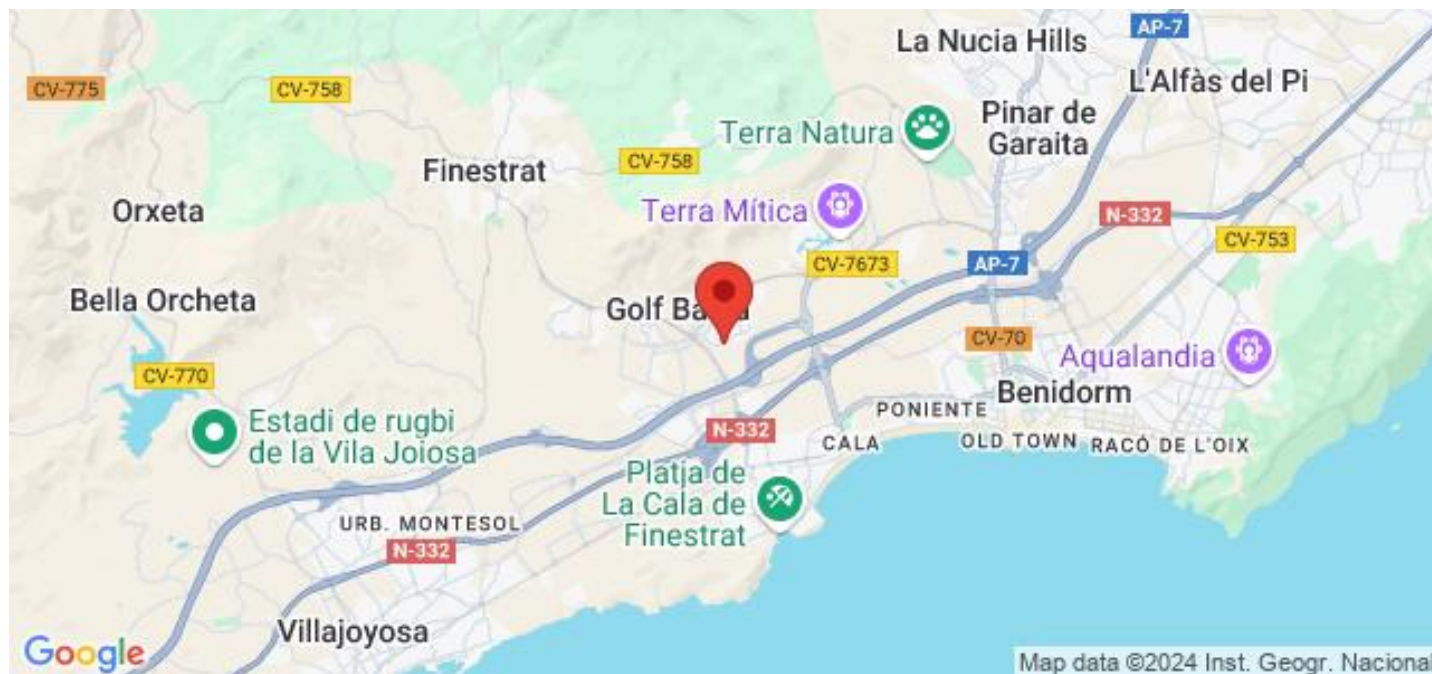 AP-7
La Nucia Hills
L'Alfàs del Pi
CV-775
CV-758
Terra Natura
Pinar de
Garaita
Finestrat
CV-758
Orxeta
Terra Mítica
N-332
CV-753
CV-7673
AP-7
Bella Orcheta
Golf Ba
CV-70
Aqualandia
CV-770
Benidorm
PONIENTE
Estadi de rugbi
de la Vila Joiosa
N-332
CALA
OLD TOWN
RACÓ DE L'OIX
Platja de
La Cala de
Finestrat
URB. MONTESOL
N-332
Villajoyosa
Google
Map data ©2024 Inst. Geogr. Nacional